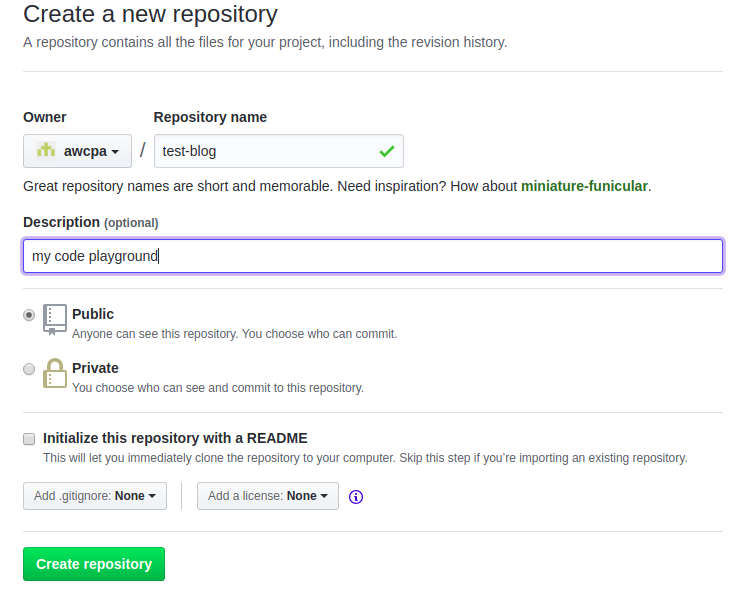 Create a new repository
A repository contains all the files for your project, including the revision history.
Owner Repository name
awcpa / test-blog
Great repository names are short and memorable. Need inspiration? How about miniature-funicular.
Description (optional)
my code playground
Public
Anyone can see this repository. You choose who can commit.
Private
You choose who can see and commit to this repository.
Initialize this repository with a README
This will let you immediately clone the repository to your computer. Skip this step if you’re importing an existing repository.
Add .gitignore: None Add a license: None
Create repository